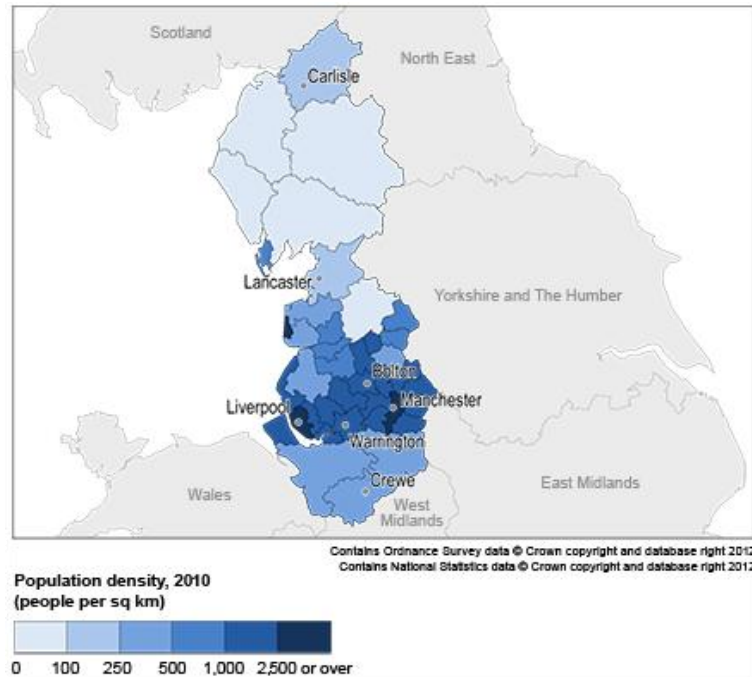 Scotland
North East
Carlisle
Lancaster
Yorkshire and The Humber
Bolton
Liverpool
Manchester
Warrington
Wales
Crewe
East Midlands
West
Midlands
Contains Ordnance Survey data © Crown copyright and database right 2012
Contains National Statistics data © Crown copyright and database right 2012
Population density, 2010
(people per sq km)
0 100 250 500 1,000 2,500 or over